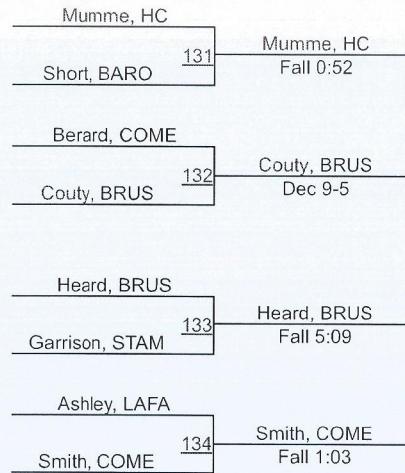 Mumme, HC
131
Mumme, HC
Short, BARO
Fall 0:52
Berard, COME
132
Couty, BRUS
Couty, BRUS
Dec 9-5
Heard, BRUS
133
Heard, BRUS
Garrison, STAM
Fall 5:09
Ashley, LAFA
134
Smith, COME
Smith, COME
Fall 1:03